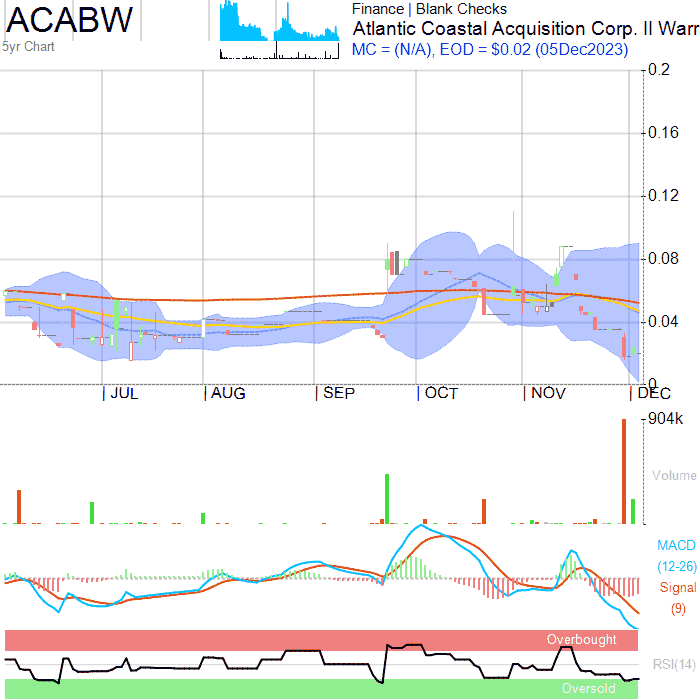 ACABW
5yr Chart
Finance | Blank Checks
Atlantic Coastal Acquisition Corp. II Warr
MC = (N/A), EOD = $0.02 (05Dec2023)
0.2
0.16
0.12
0.08
0.04
0
JUL AUG SEP OCT NOV DEC
904k
Volume
MACD
(12-26)
Signal
(9)
Overbought
RSI(14)
Oversold